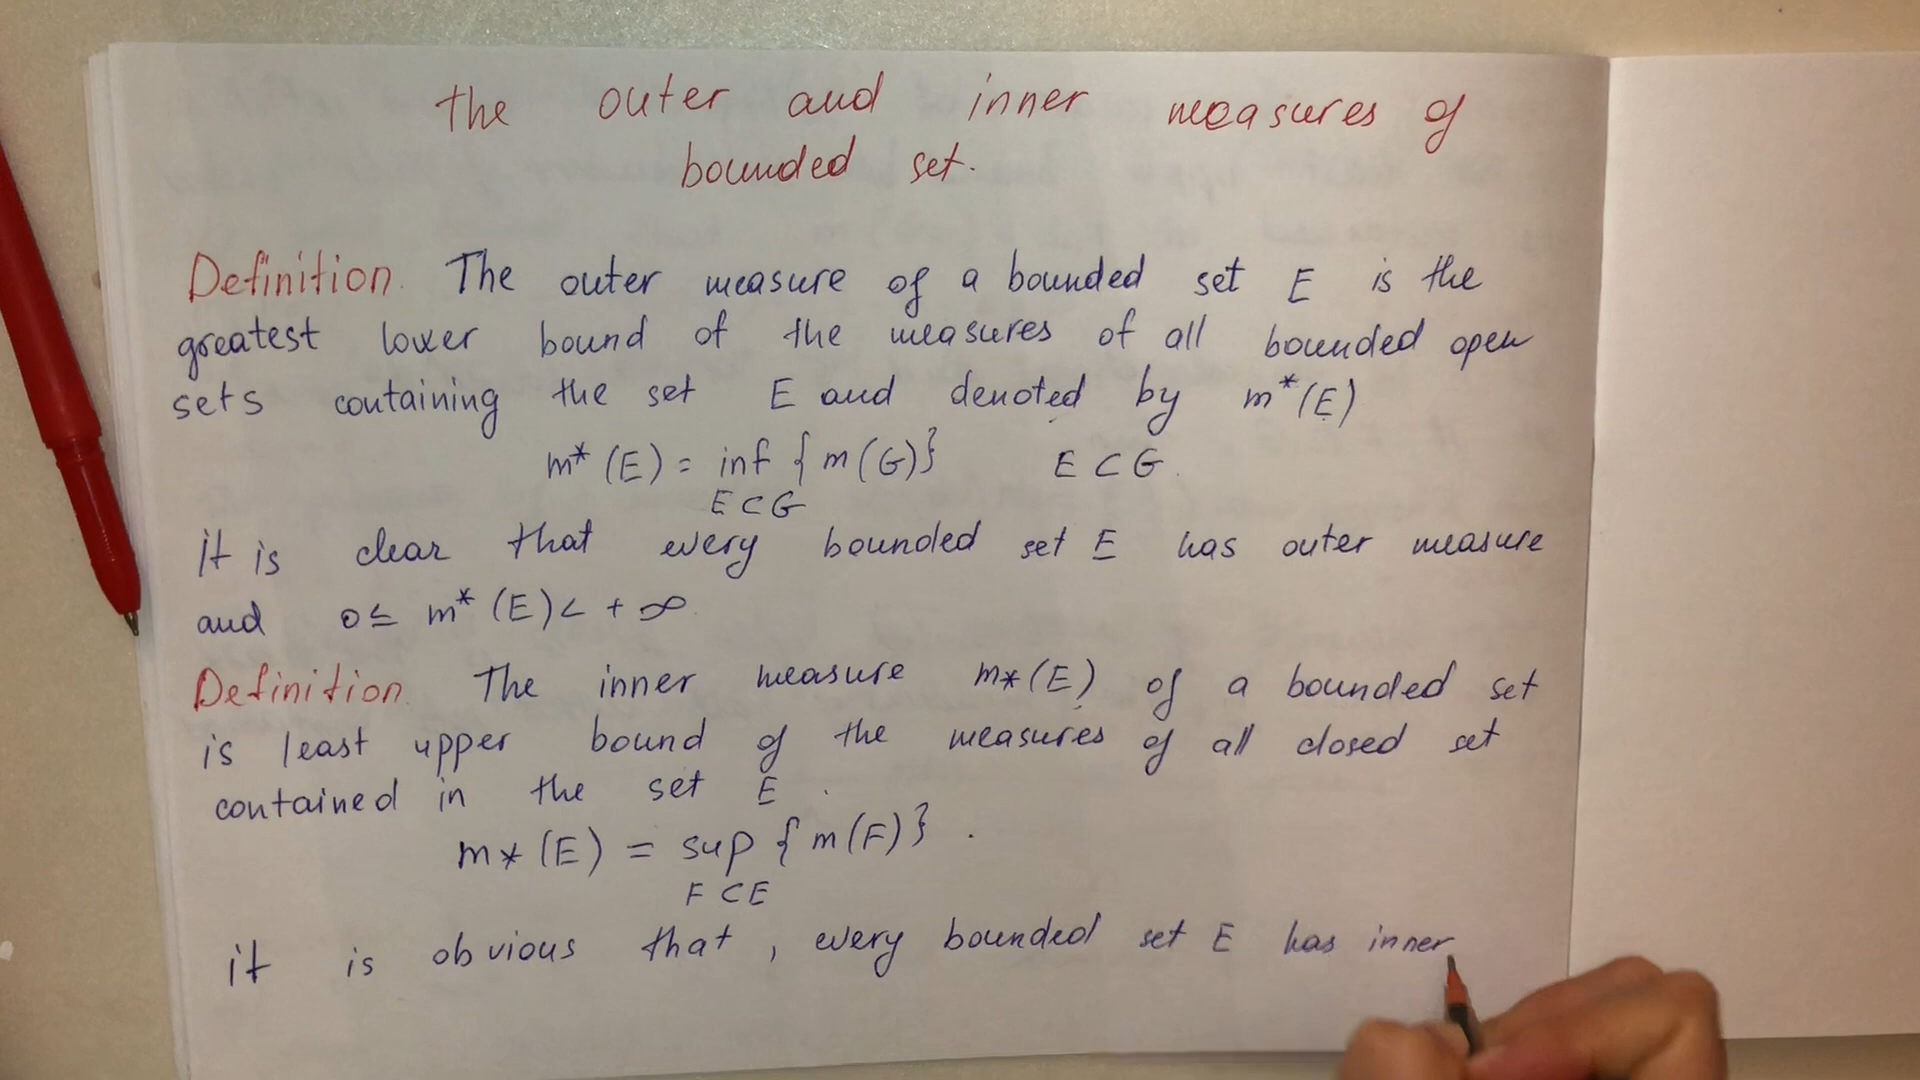 the outer and inner measures of
bounded set.
Definition. The outer measure of a bounded set E is the
greatest lower bound of the measures of all bounded open
sets containing the set E and denoted by m*(E)
m*(E) = inf {m(G)} E ⊂ G.
E ⊂ G
it is clear that every bounded set E has outer measure
and 0 ≤ m*(E) < + ∞
Definition. The inner measure m⁎(E) of a bounded set
is least upper bound of the measures of all closed set
contained in the set E.
m⁎(E) = sup {m(F)}.
F ⊂ E
it is obvious that, every bounded set E has inner